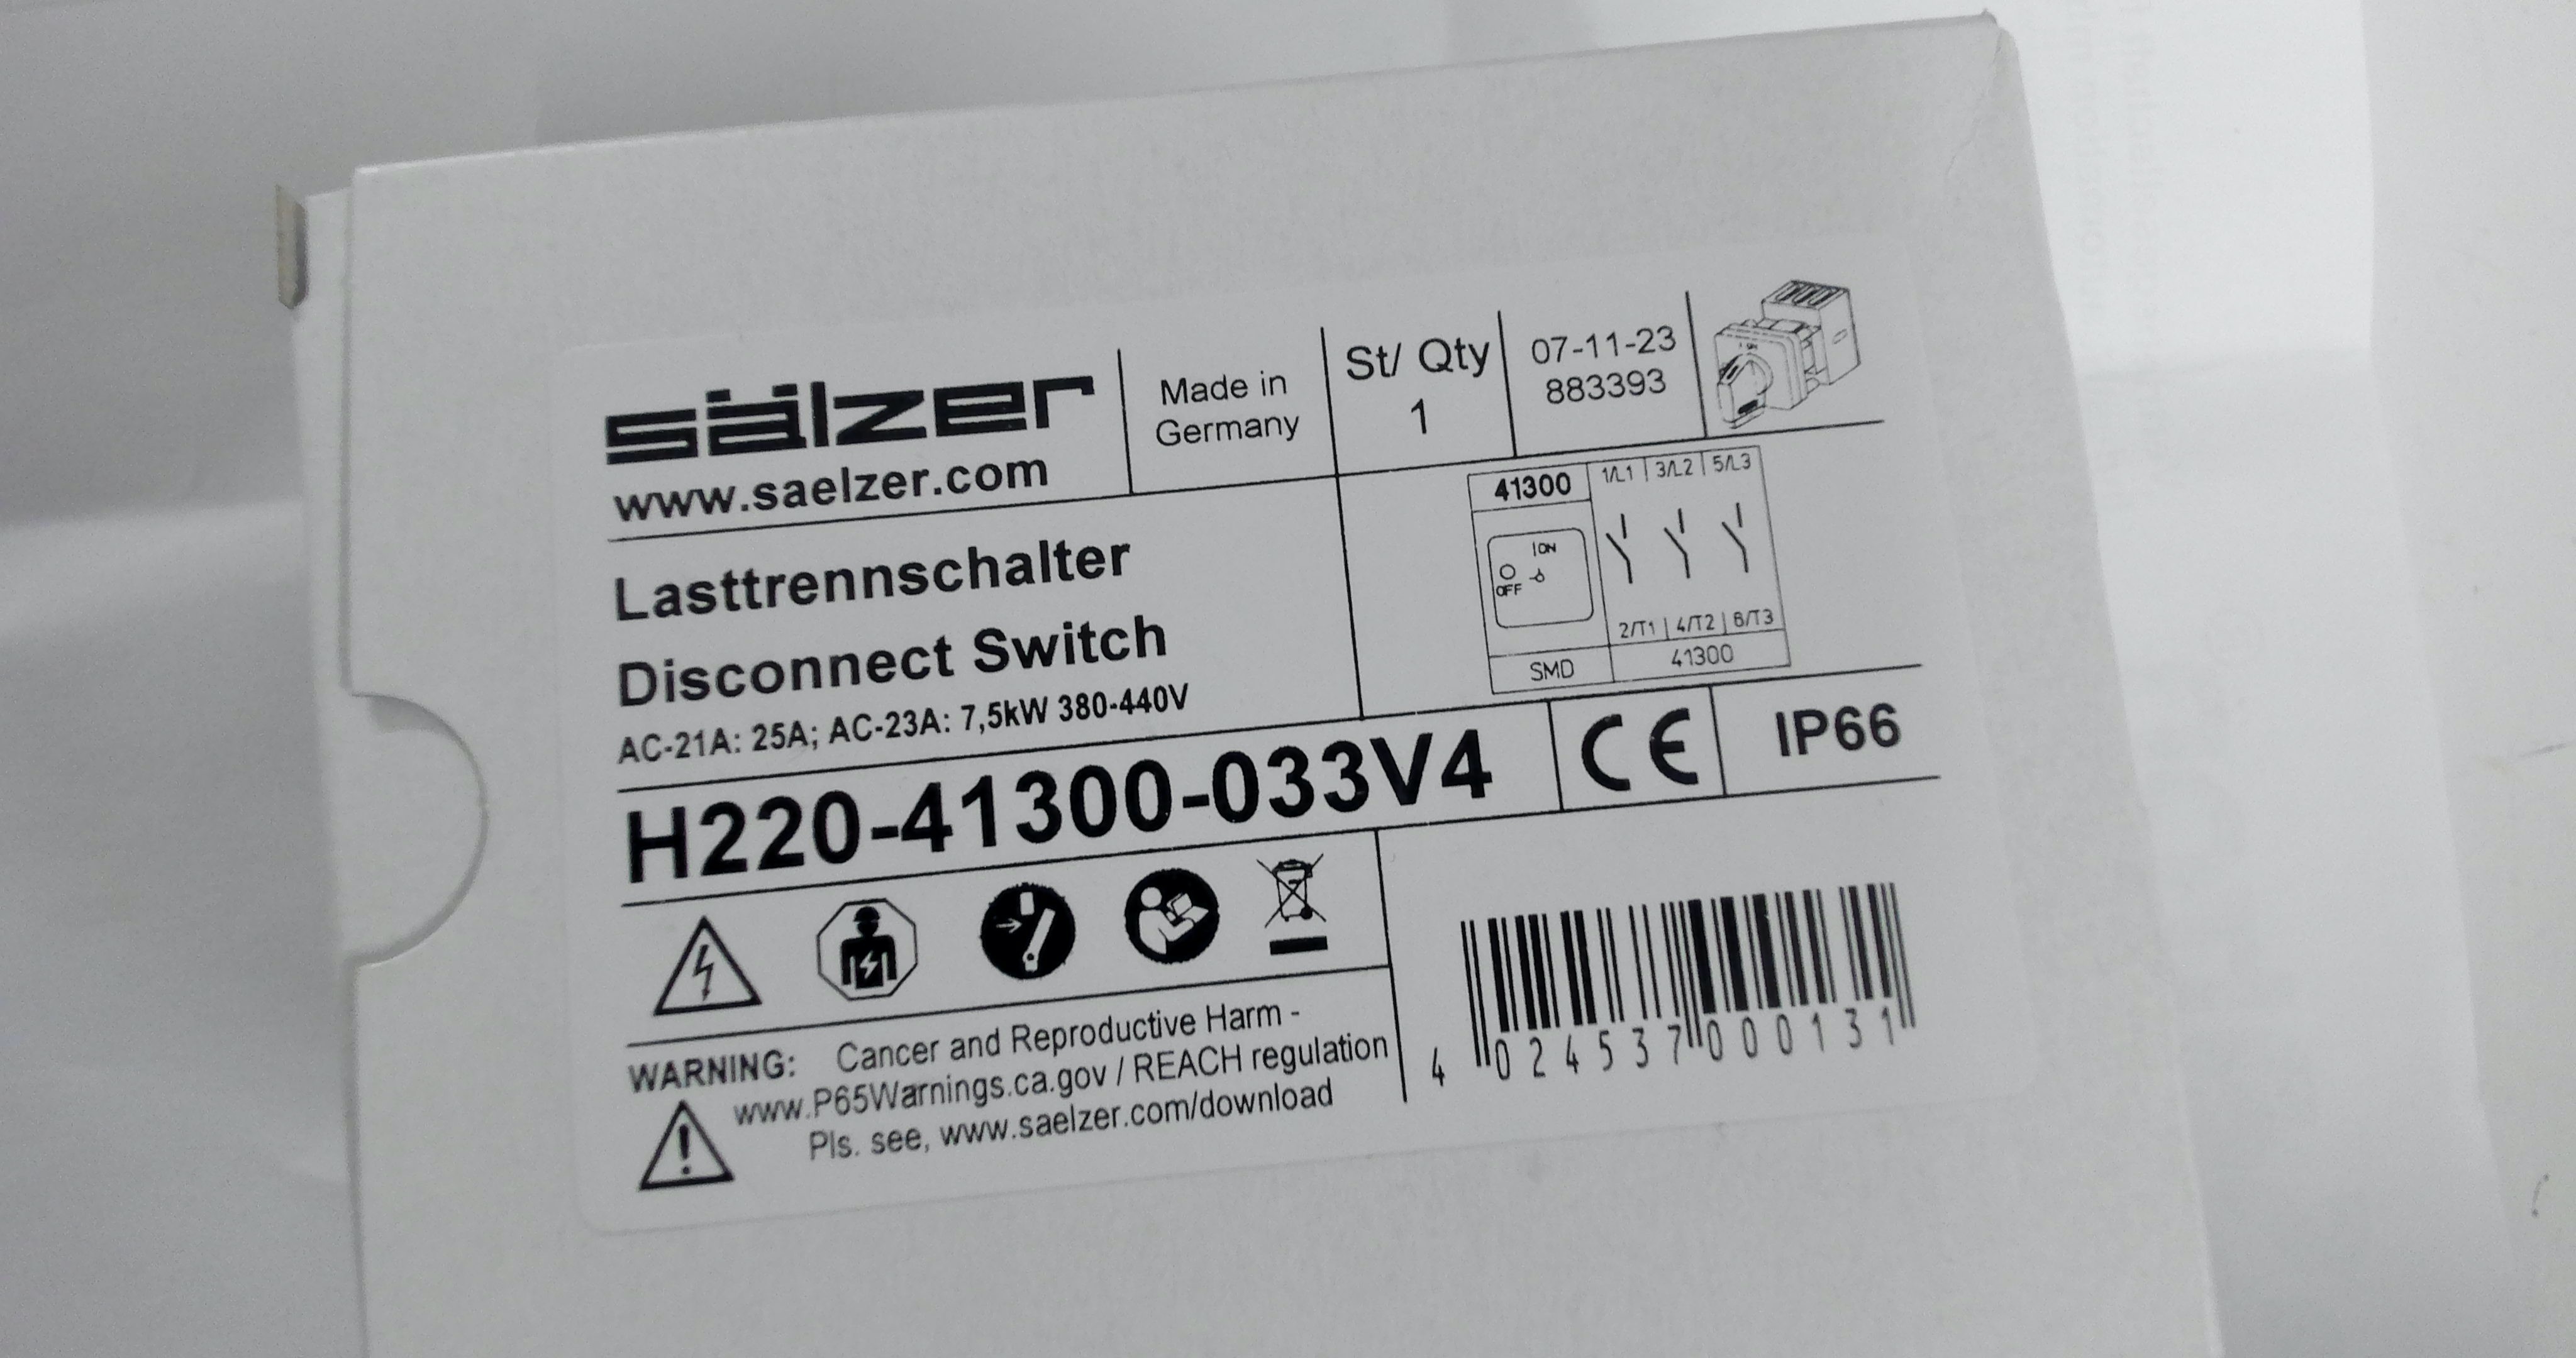 sälzer
www.saelzer.com
Made in
Germany
St/ Qty
1
07-11-23
883393
Lasttrennschalter
Disconnect Switch
AC-21A: 25A; AC-23A: 7,5kW 380-440V
41300
1/L1 | 3/L2 | 5/L3
ION
OFF
2/T1 | 4/T2 | 6/T3
SMD
41300
H220-41300-033V4
CE
IP66
WARNING: Cancer and Reproductive Harm -
www.P65Warnings.ca.gov / REACH regulation
Pls. see, www.saelzer.com/download
4 024537 000131